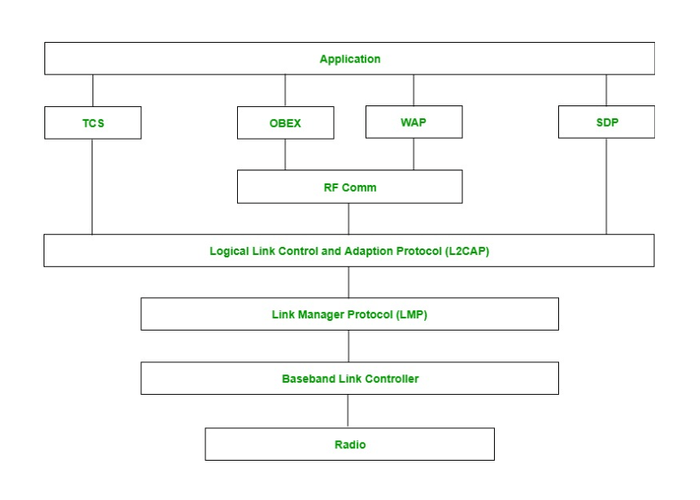 Application
TCS
OBEX
WAP
SDP
RF Comm
Logical Link Control and Adaption Protocol (L2CAP)
Link Manager Protocol (LMP)
Baseband Link Controller
Radio